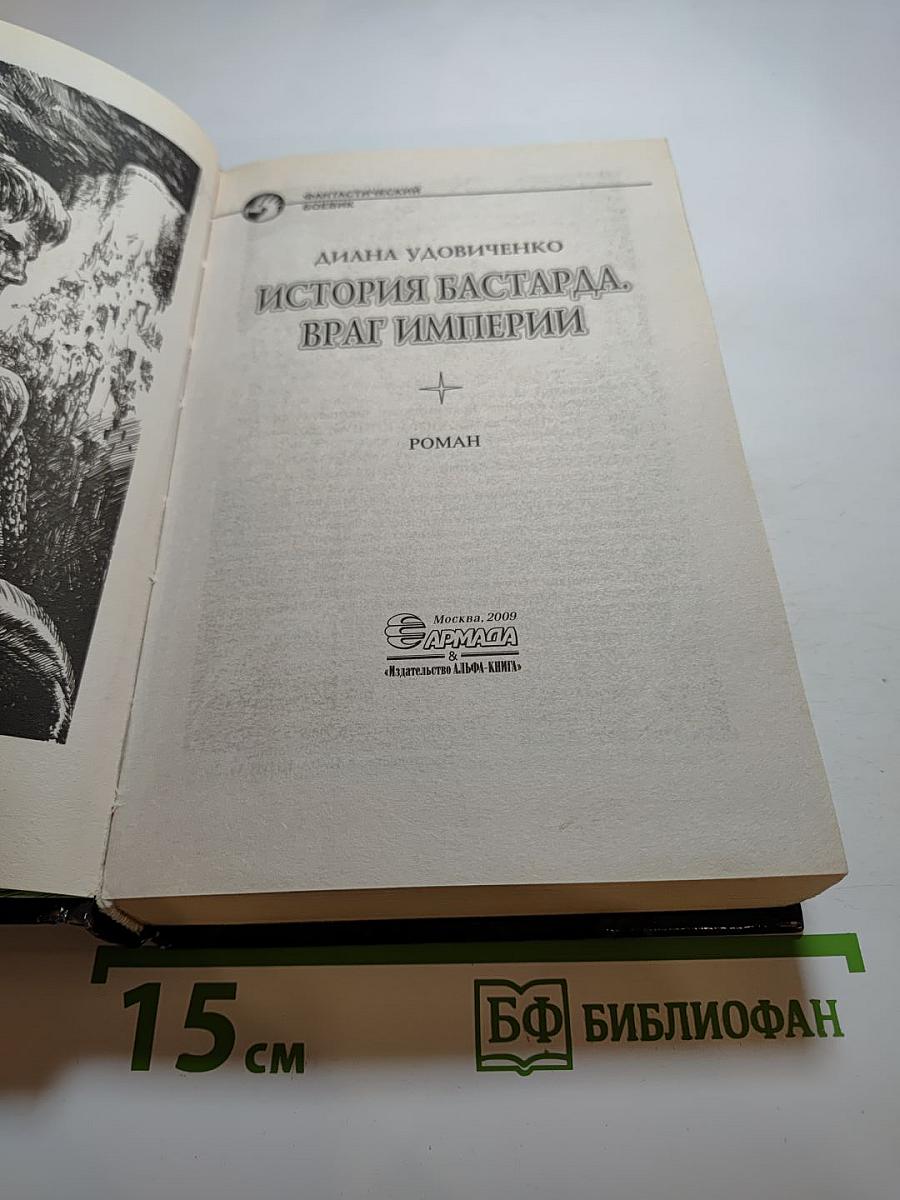 ФАНТАСТИЧЕСКИЙ
БОЕВИК
ДИАНА УДОВИЧЕНКО
ИСТОРИЯ БАСТАРДА.
ВРАГ ИМПЕРИИ
РОМАН
Москва, 2009
АРМАДА
&
«Издательство АЛЬФА-КНИГА»
15 см
БФ БИБЛИОФАН